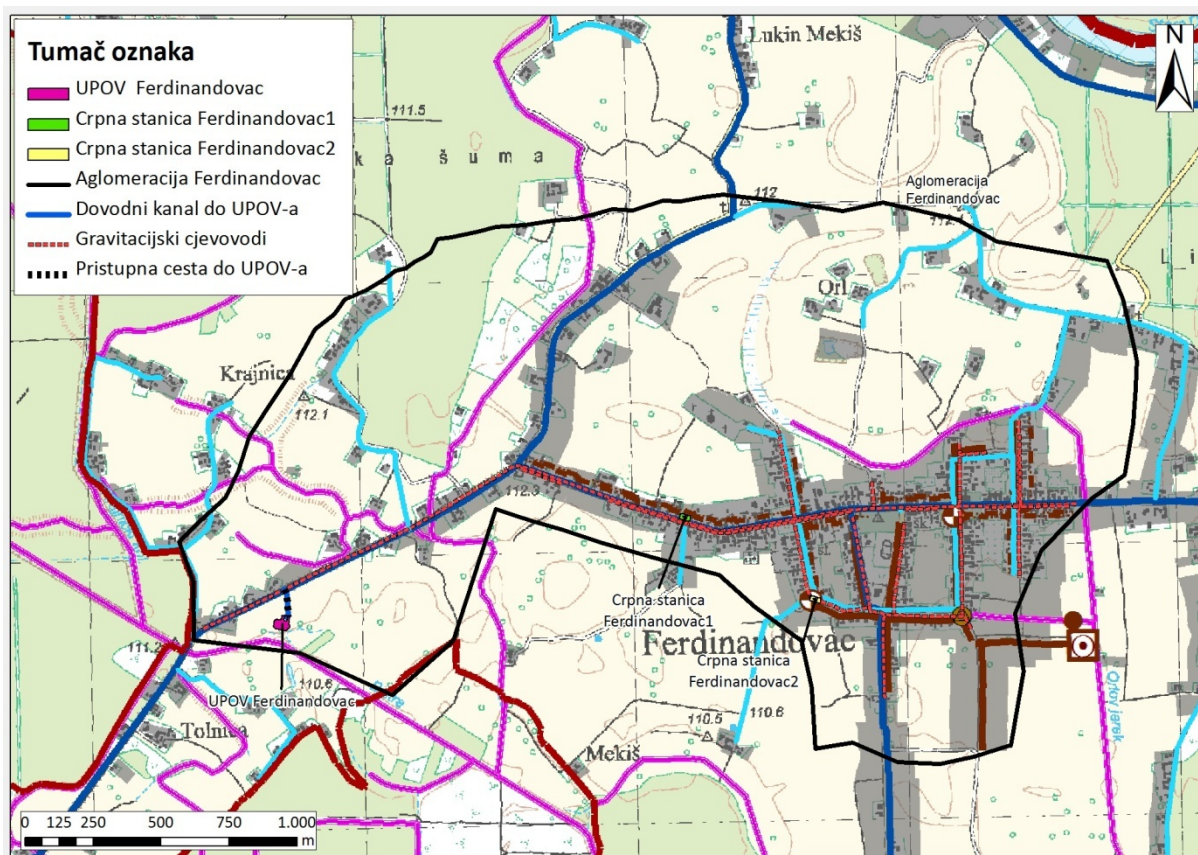 Tumač oznaka
UPOV Ferdinandovac
Crpna stanica Ferdinandovac1
Crpna stanica Ferdinandovac2
Aglomeracija Ferdinandovac
Dovodni kanal do UPOV-a
Gravitacijski cjevovodi
Pristupna cesta do UPOV-a
N
Lukin Mekiš
111.5
k a š u m a
112
Aglomeracija
Ferdinandovac
L i
Orl
Krajnica
112.1
112.3
Crpna stanica
Ferdinandovac1
Ferdinandovac
Crpna stanica
Ferdinandovac2
111.2
110.6
UPOV Ferdinandovac
Tolnica
Mekiš
110.5
110.6
Orlov jarek
0 125 250 500 750 1.000
m